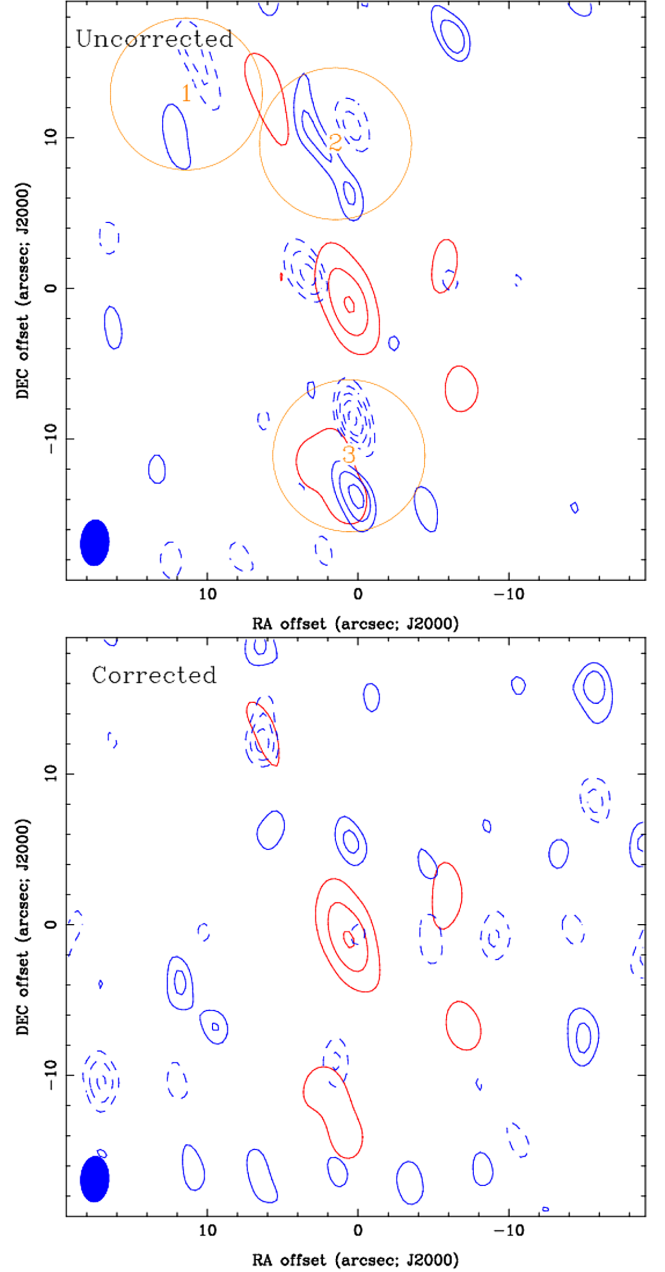 Uncorrected
1
2
10
0
DEC offset (arcsec; J2000)
3
-10
10 0 -10
RA offset (arcsec; J2000)
Corrected
10
0
DEC offset (arcsec; J2000)
-10
10 0 -10
RA offset (arcsec; J2000)